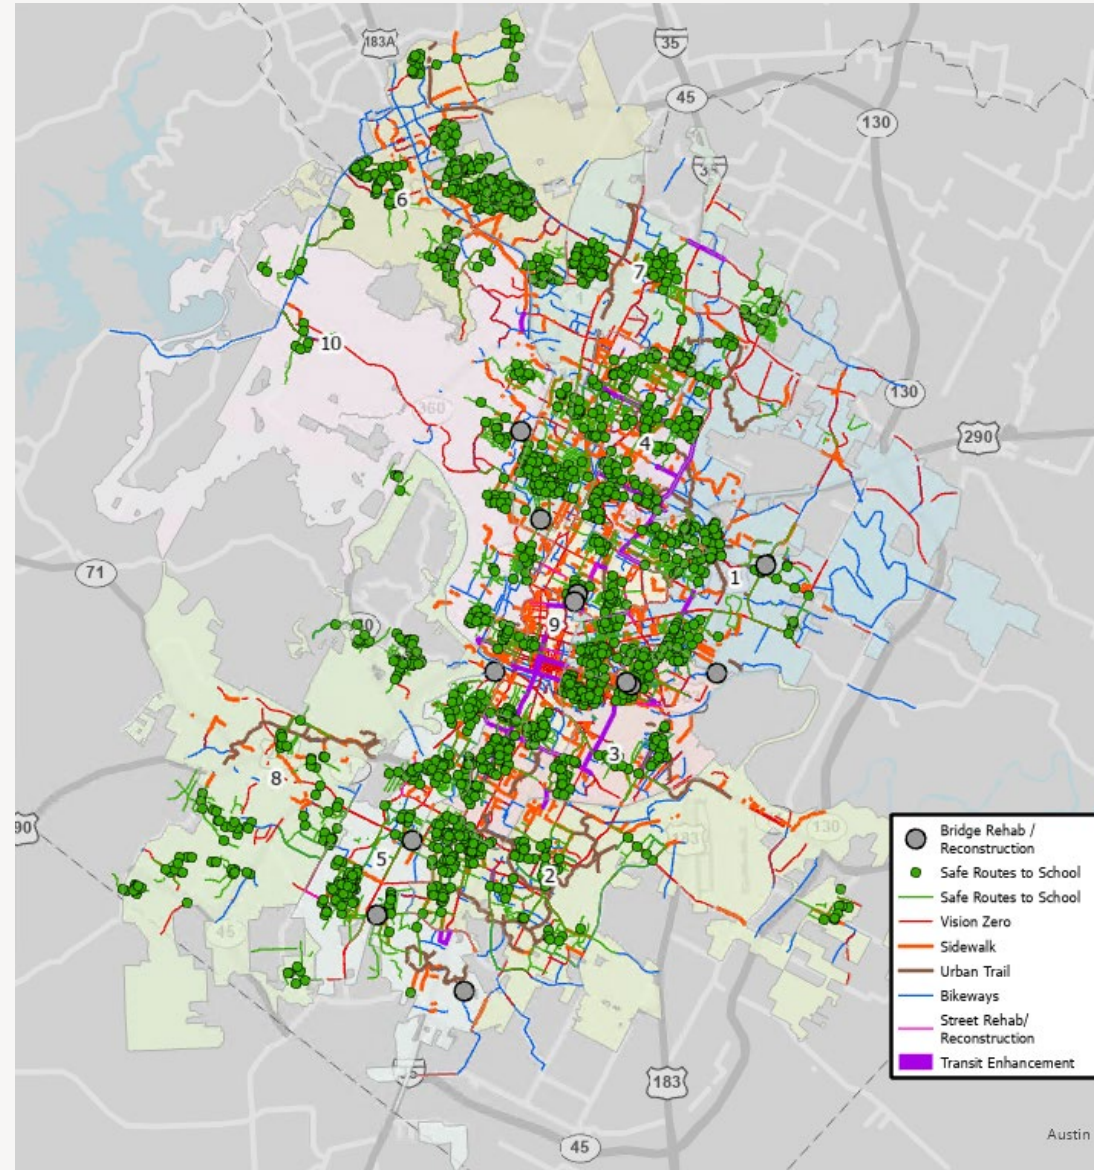 183A
35
45
130
35
6
7
10
130
360
290
4
71
1
9
3
8
90
183
130
5
2
45
Bridge Rehab /
Reconstruction
Safe Routes to School
Safe Routes to School
Vision Zero
Sidewalk
Urban Trail
Bikeways
Street Rehab/
Reconstruction
Transit Enhancement
35
183
Austin
45